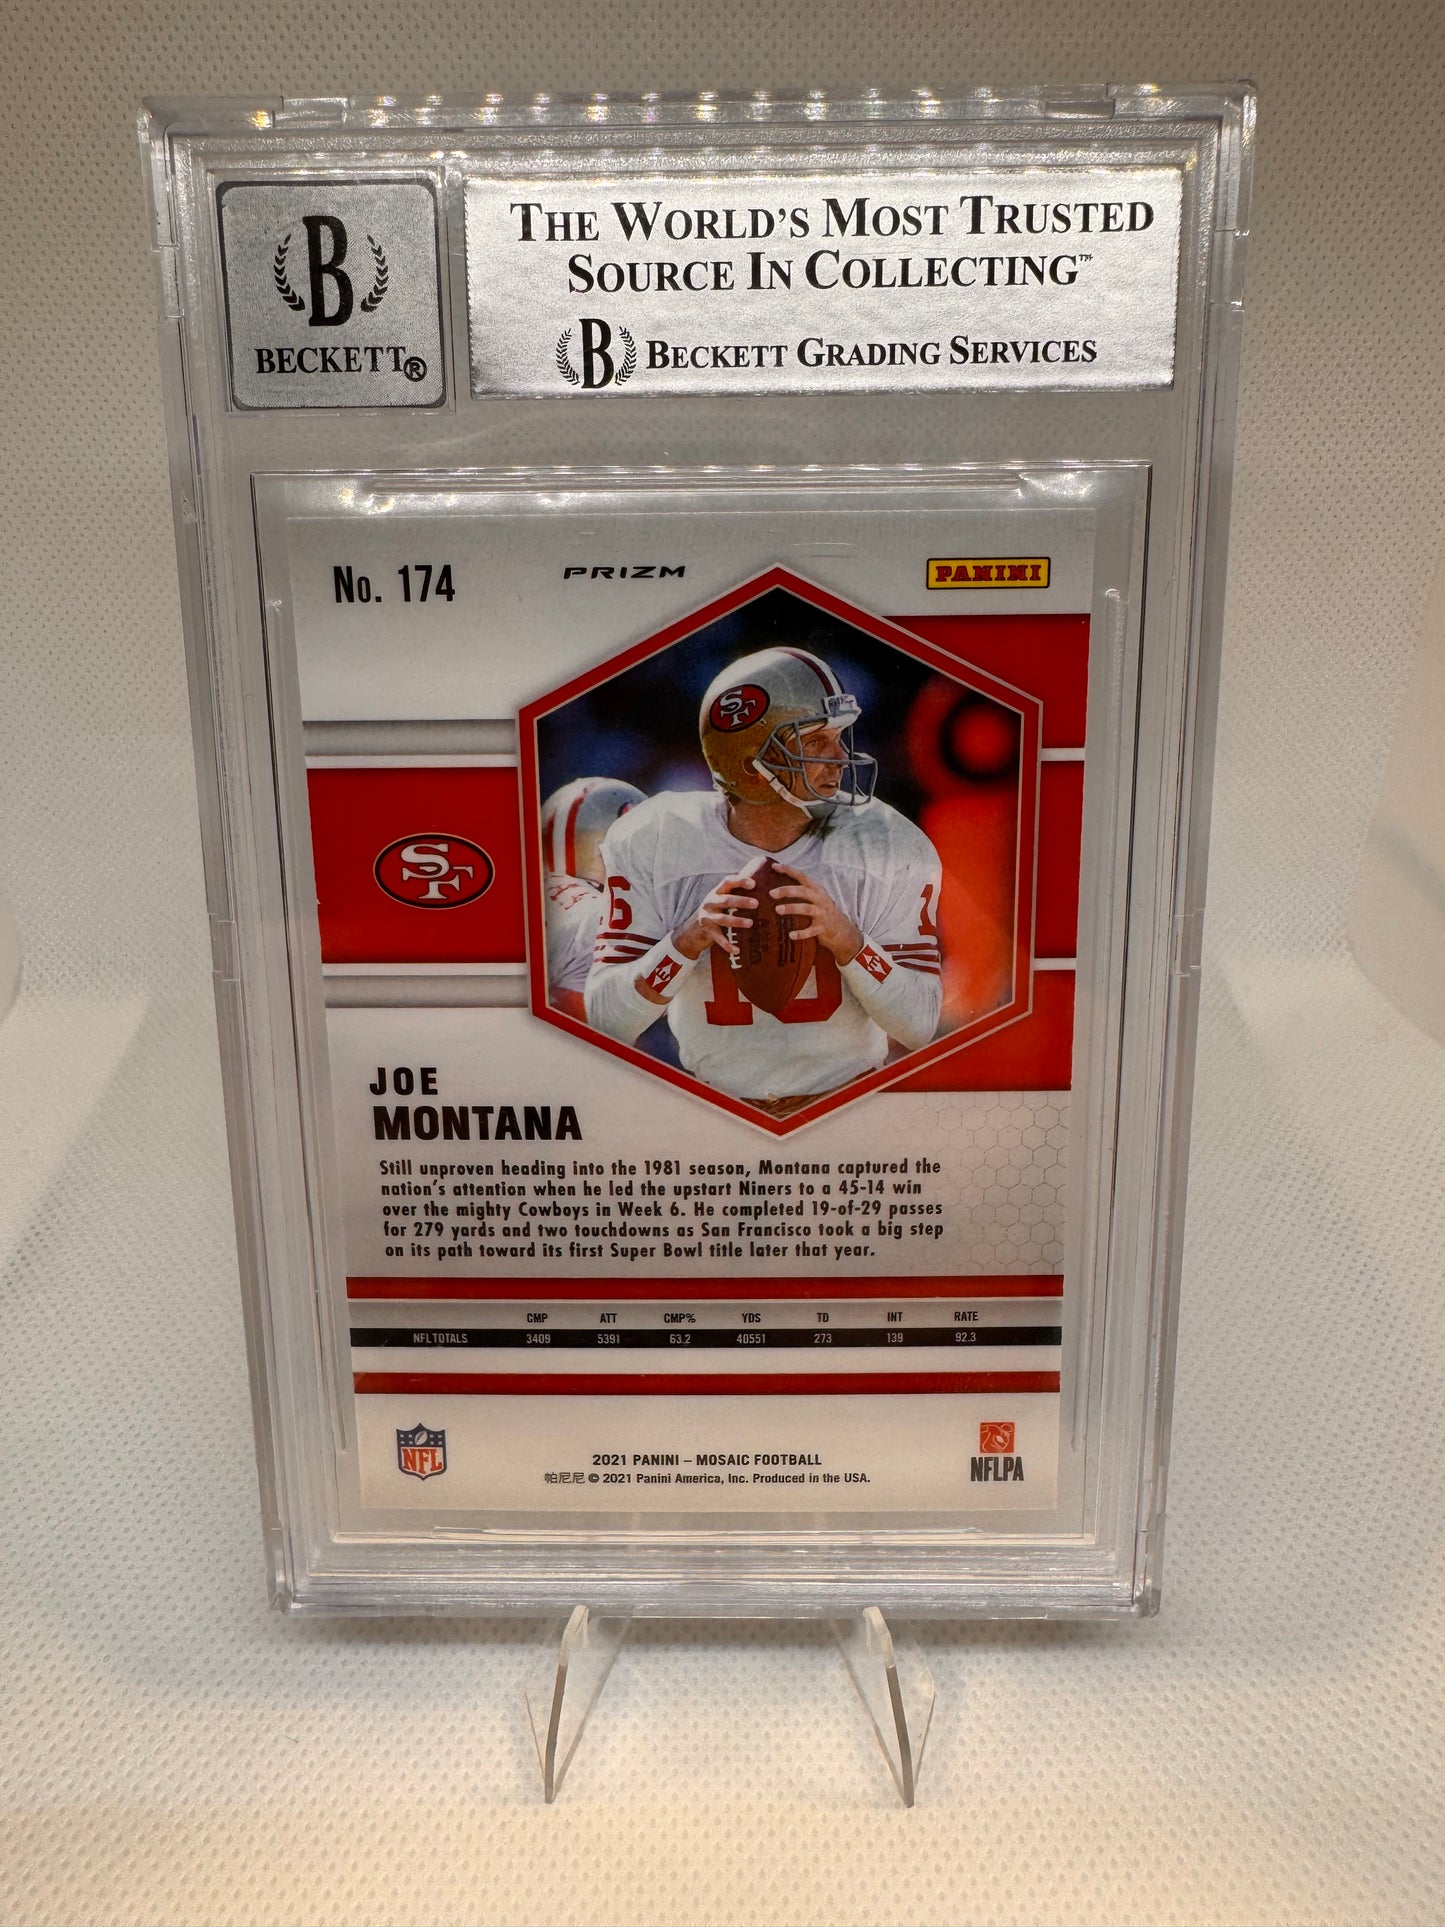 B
BECKETT®
THE WORLD'S MOST TRUSTED
SOURCE IN COLLECTING™
B BECKETT GRADING SERVICES
No. 174
PRIZM
PANINI
SF
SF
16
1
16
JOE
MONTANA
Still unproven heading into the 1981 season, Montana captured the
nation's attention when he led the upstart Niners to a 45-14 win
over the mighty Cowboys in Week 6. He completed 19-of-29 passes
for 279 yards and two touchdowns as San Francisco took a big step
on its path toward its first Super Bowl title later that year.
CMP ATT CMP% YDS TD INT RATE
NFL TOTALS 3409 5391 63.2 40551 273 139 92.3
NFL
2021 PANINI – MOSAIC FOOTBALL
帕尼尼 © 2021 Panini America, Inc. Produced in the USA.
NFLPA